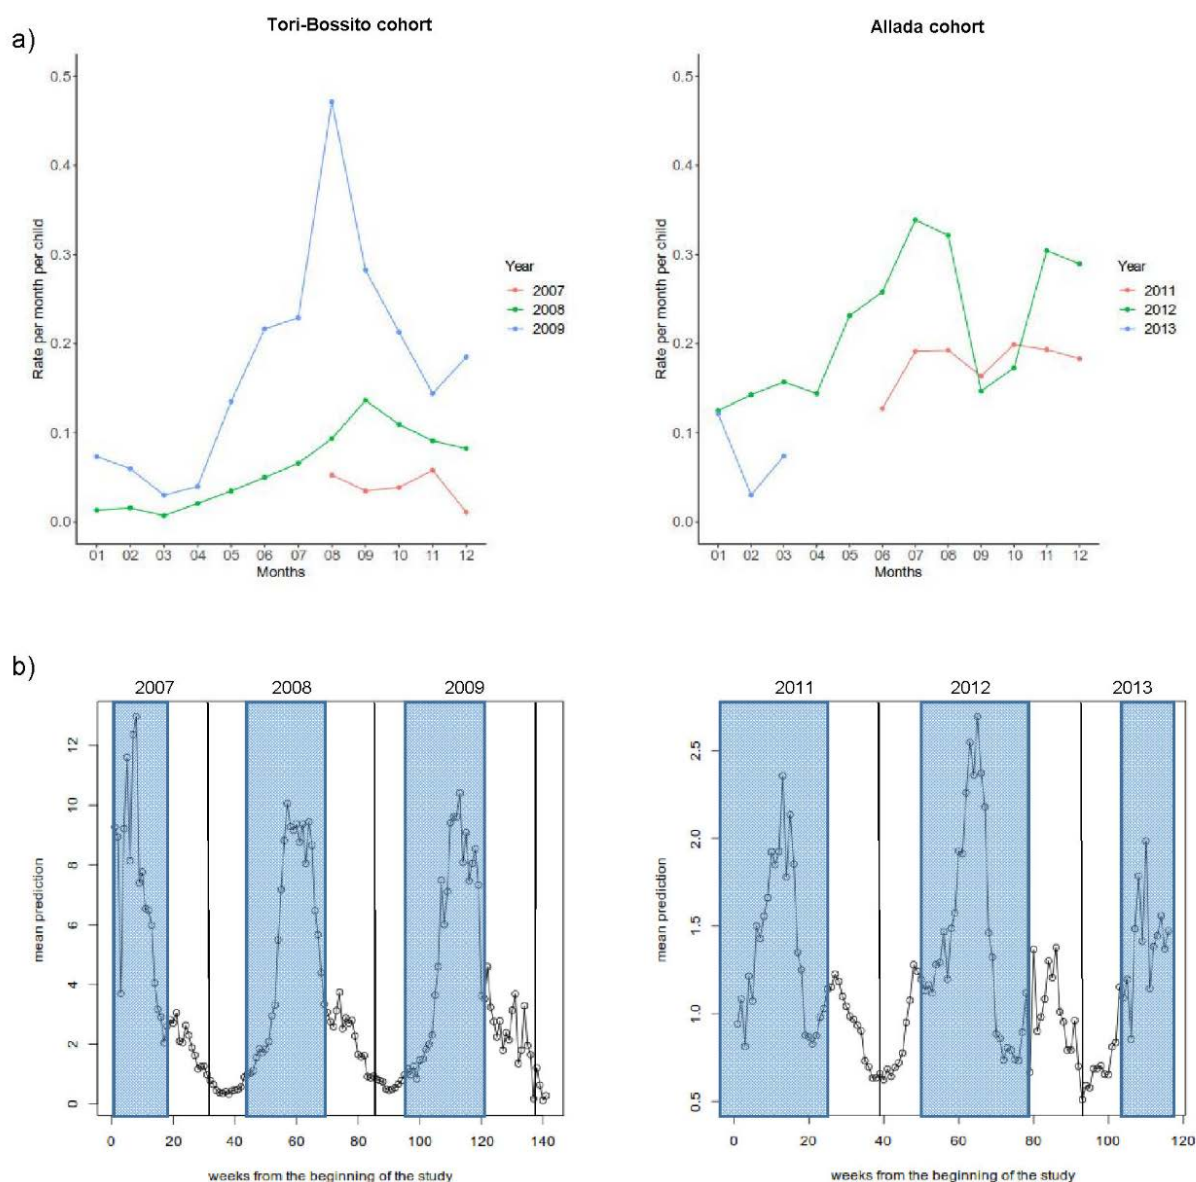 a)
Tori-Bossito cohort
Allada cohort
0.5
0.4
0.3
0.2
0.1
0.0
Rate per month per child
01 02 03 04 05 06 07 08 09 10 11 12
Months
Year
2007
2008
2009
0.5
0.4
0.3
0.2
0.1
0.0
Rate per month per child
01 02 03 04 05 06 07 08 09 10 11 12
Months
Year
2011
2012
2013
b)
2007 2008 2009
12
10
8
6
4
2
0
mean prediction
0 20 40 60 80 100 120 140
weeks from the beginning of the study
2011 2012 2013
2.5
2.0
1.5
1.0
0.5
mean prediction
0 20 40 60 80 100 120
weeks from the beginning of the study